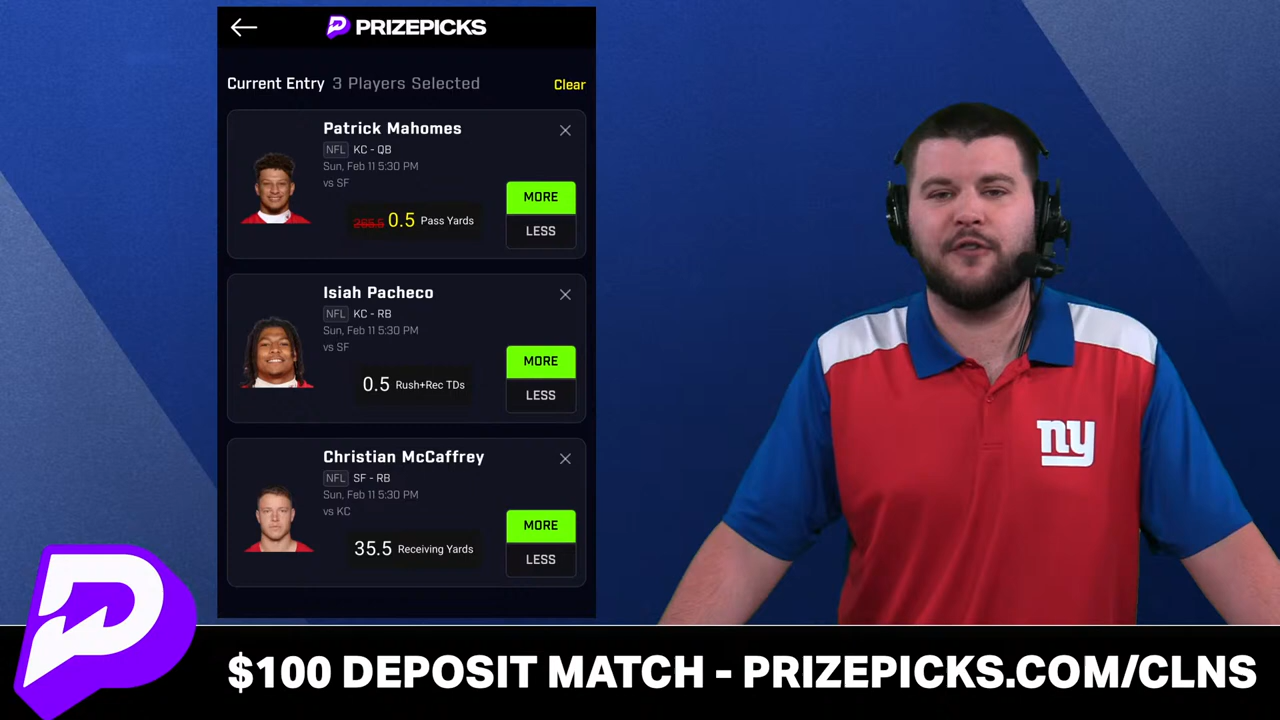 PRIZEPICKS
Current Entry 3 Players Selected Clear
Patrick Mahomes
NFL KC - QB
Sun, Feb 11 5:30 PM
vs SF
265.5 0.5 Pass Yards
MORE
LESS
Isiah Pacheco
NFL KC - RB
Sun, Feb 11 5:30 PM
vs SF
0.5 Rush+Rec TDs
MORE
LESS
Christian McCaffrey
NFL SF - RB
Sun, Feb 11 5:30 PM
vs KC
35.5 Receiving Yards
MORE
LESS
ny
$100 DEPOSIT MATCH - PRIZEPICKS.COM/CLNS